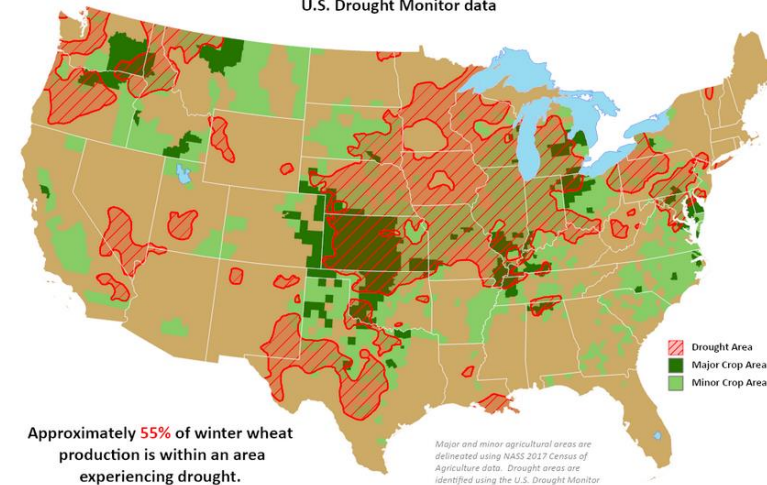 U.S. Drought Monitor data
Drought Area
Major Crop Area
Minor Crop Area
Approximately 55% of winter wheat
production is within an area
experiencing drought.
Major and minor agricultural areas are
delineated using NASS 2017 Census of
Agriculture data. Drought areas are
identified using the U.S. Drought Monitor